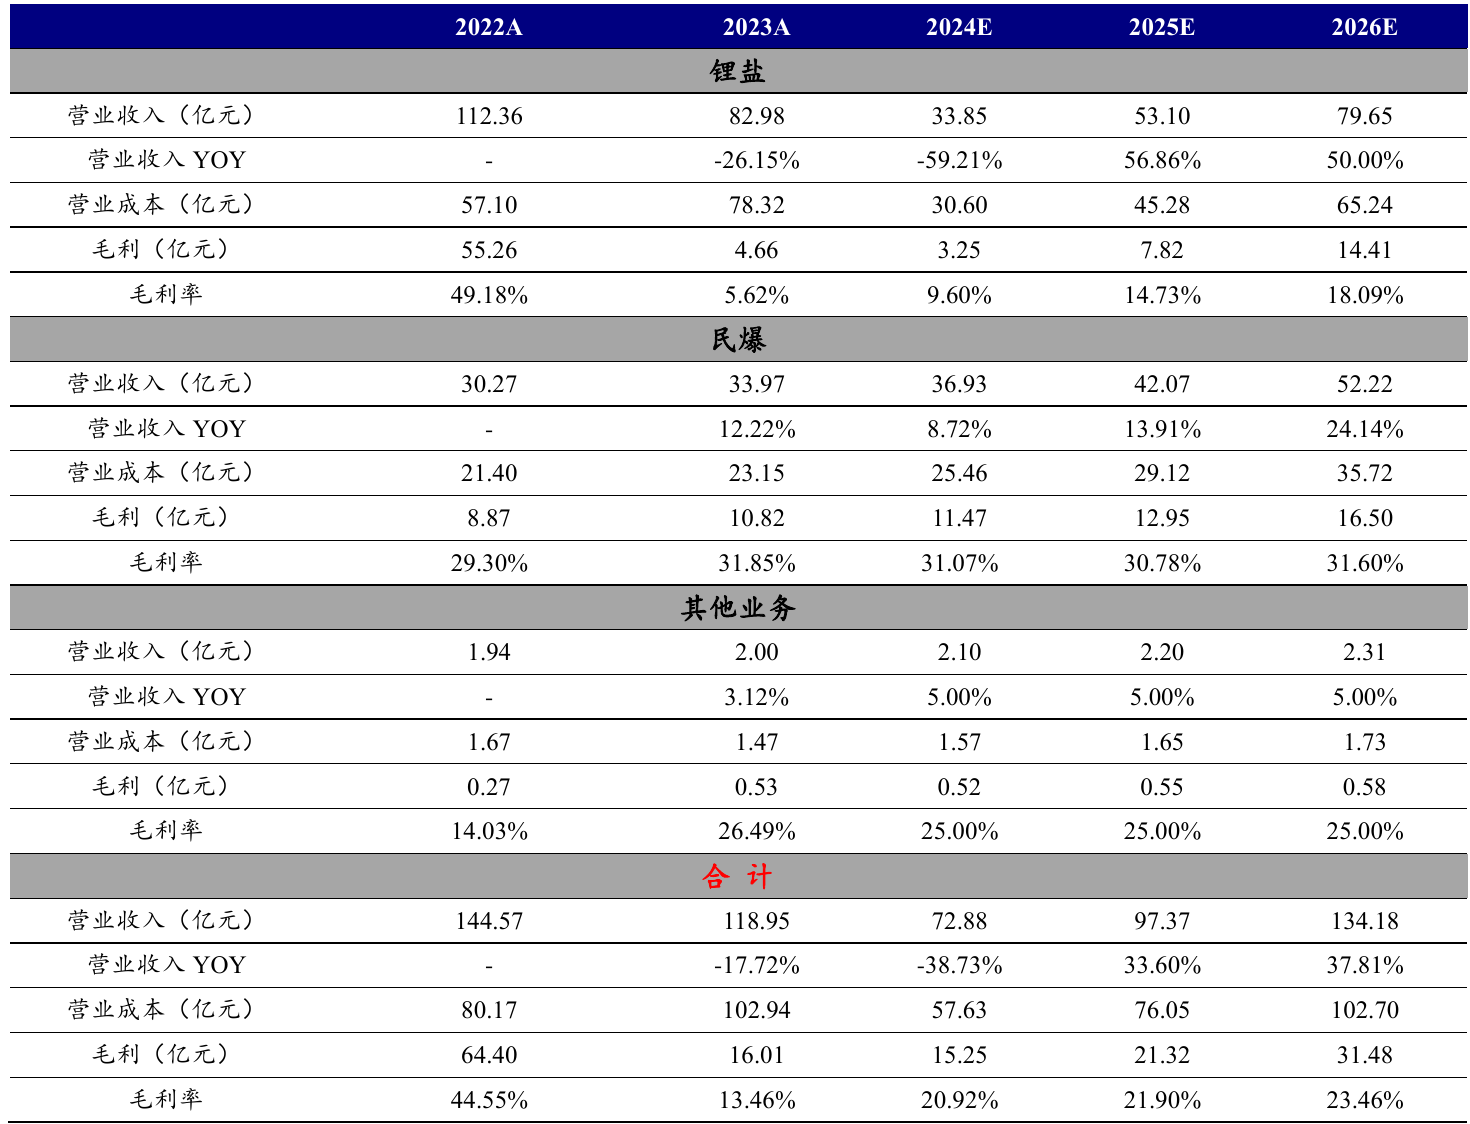 2022A 2023A 2024E 2025E 2026E
锂盐
营业收入（亿元） 112.36 82.98 33.85 53.10 79.65
营业收入 YOY - -26.15% -59.21% 56.86% 50.00%
营业成本（亿元） 57.10 78.32 30.60 45.28 65.24
毛利（亿元） 55.26 4.66 3.25 7.82 14.41
毛利率 49.18% 5.62% 9.60% 14.73% 18.09%
民爆
营业收入（亿元） 30.27 33.97 36.93 42.07 52.22
营业收入 YOY - 12.22% 8.72% 13.91% 24.14%
营业成本（亿元） 21.40 23.15 25.46 29.12 35.72
毛利（亿元） 8.87 10.82 11.47 12.95 16.50
毛利率 29.30% 31.85% 31.07% 30.78% 31.60%
其他业务
营业收入（亿元） 1.94 2.00 2.10 2.20 2.31
营业收入 YOY - 3.12% 5.00% 5.00% 5.00%
营业成本（亿元） 1.67 1.47 1.57 1.65 1.73
毛利（亿元） 0.27 0.53 0.52 0.55 0.58
毛利率 14.03% 26.49% 25.00% 25.00% 25.00%
合 计
营业收入（亿元） 144.57 118.95 72.88 97.37 134.18
营业收入 YOY - -17.72% -38.73% 33.60% 37.81%
营业成本（亿元） 80.17 102.94 57.63 76.05 102.70
毛利（亿元） 64.40 16.01 15.25 21.32 31.48
毛利率 44.55% 13.46% 20.92% 21.90% 23.46%